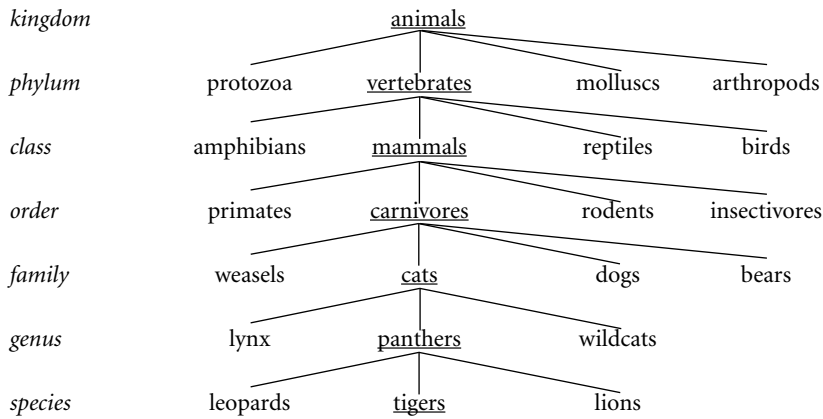 kingdom animals
phylum protozoa vertebrates molluscs arthropods
class amphibians mammals reptiles birds
order primates carnivores rodents insectivores
family weasels cats dogs bears
genus lynx panthers wildcats
species leopards tigers lions